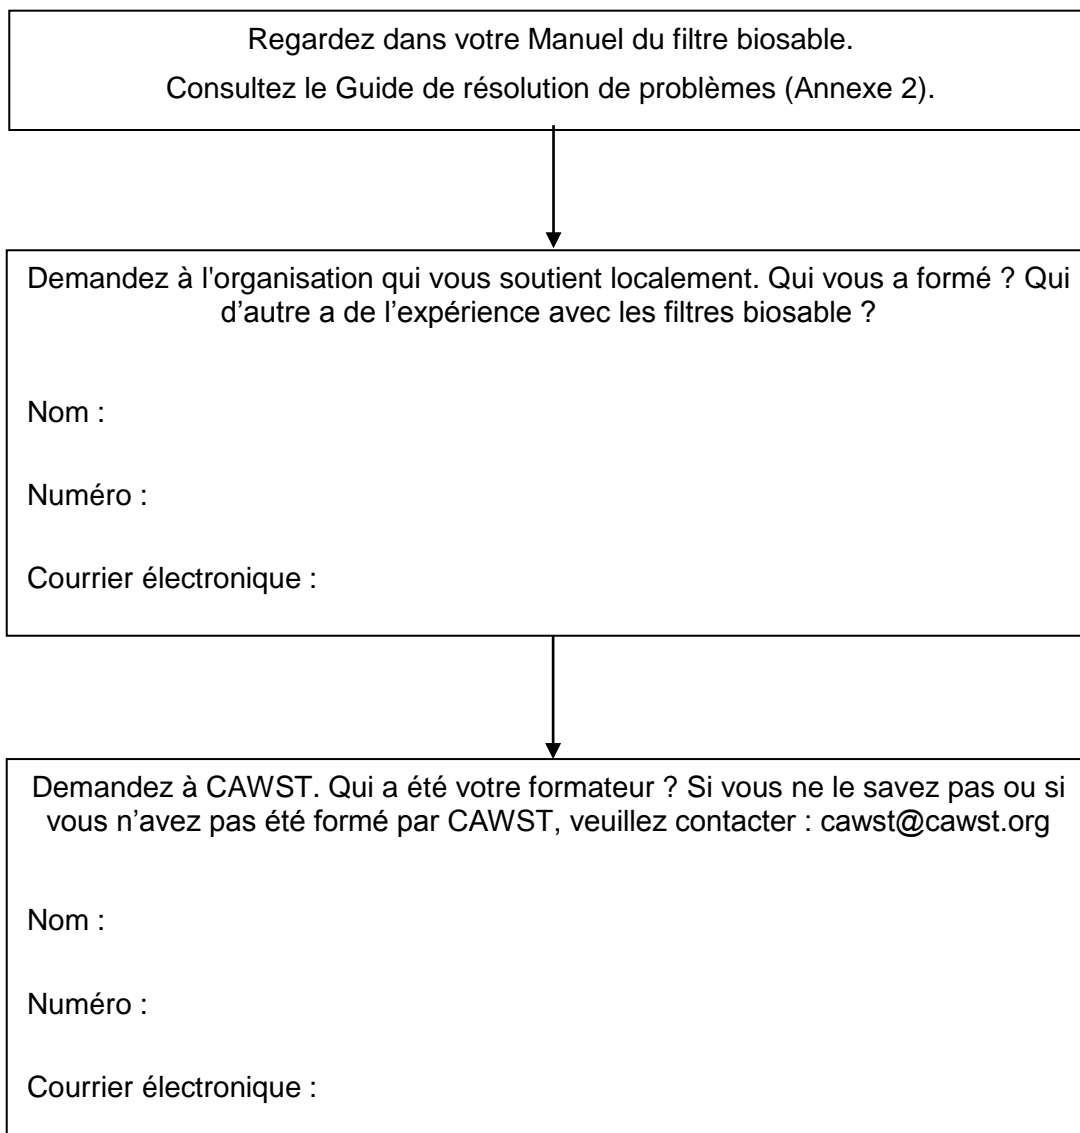 Regardez dans votre Manuel du filtre biosable.
Consultez le Guide de résolution de problèmes (Annexe 2).
Demandez à l'organisation qui vous soutient localement. Qui vous a formé ? Qui
d’autre a de l’expérience avec les filtres biosable ?
Nom :
Numéro :
Courrier électronique :
Demandez à CAWST. Qui a été votre formateur ? Si vous ne le savez pas ou si
vous n’avez pas été formé par CAWST, veuillez contacter : cawst@cawst.org
Nom :
Numéro :
Courrier électronique :